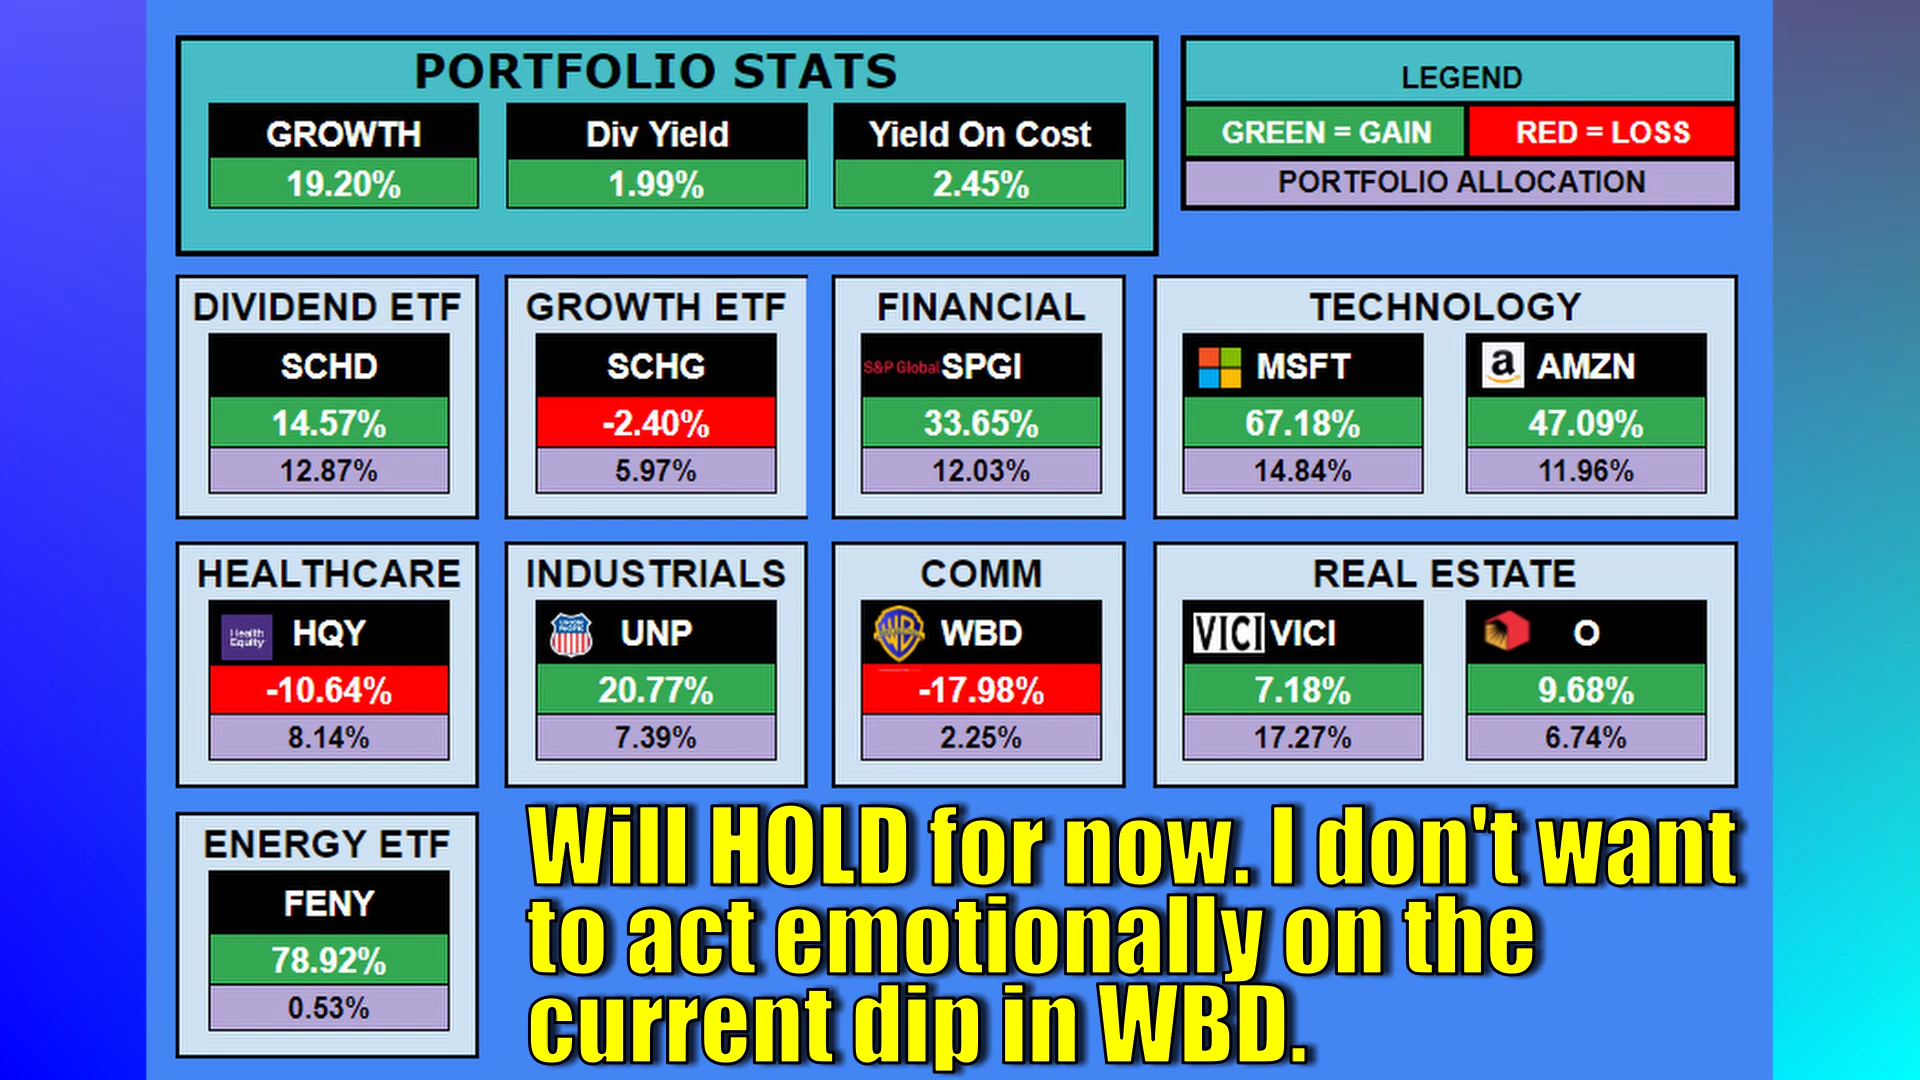 PORTFOLIO STATS
GROWTH
19.20%
Div Yield
1.99%
Yield On Cost
2.45%
LEGEND
GREEN = GAIN
RED = LOSS
PORTFOLIO ALLOCATION
DIVIDEND ETF
SCHD
14.57%
12.87%
GROWTH ETF
SCHG
-2.40%
5.97%
FINANCIAL
S&P Global SPGI
33.65%
12.03%
TECHNOLOGY
MSFT
67.18%
14.84%
a AMZN
47.09%
11.96%
HEALTHCARE
Health
Equity
HQY
-10.64%
8.14%
INDUSTRIALS
UNION
PACIFIC
UNP
20.77%
7.39%
COMM
WB WBD
-17.98%
2.25%
REAL ESTATE
VICI VICI
7.18%
17.27%
O
9.68%
6.74%
ENERGY ETF
FENY
78.92%
0.53%
Will HOLD for now. I don't want
to act emotionally on the
current dip in WBD.